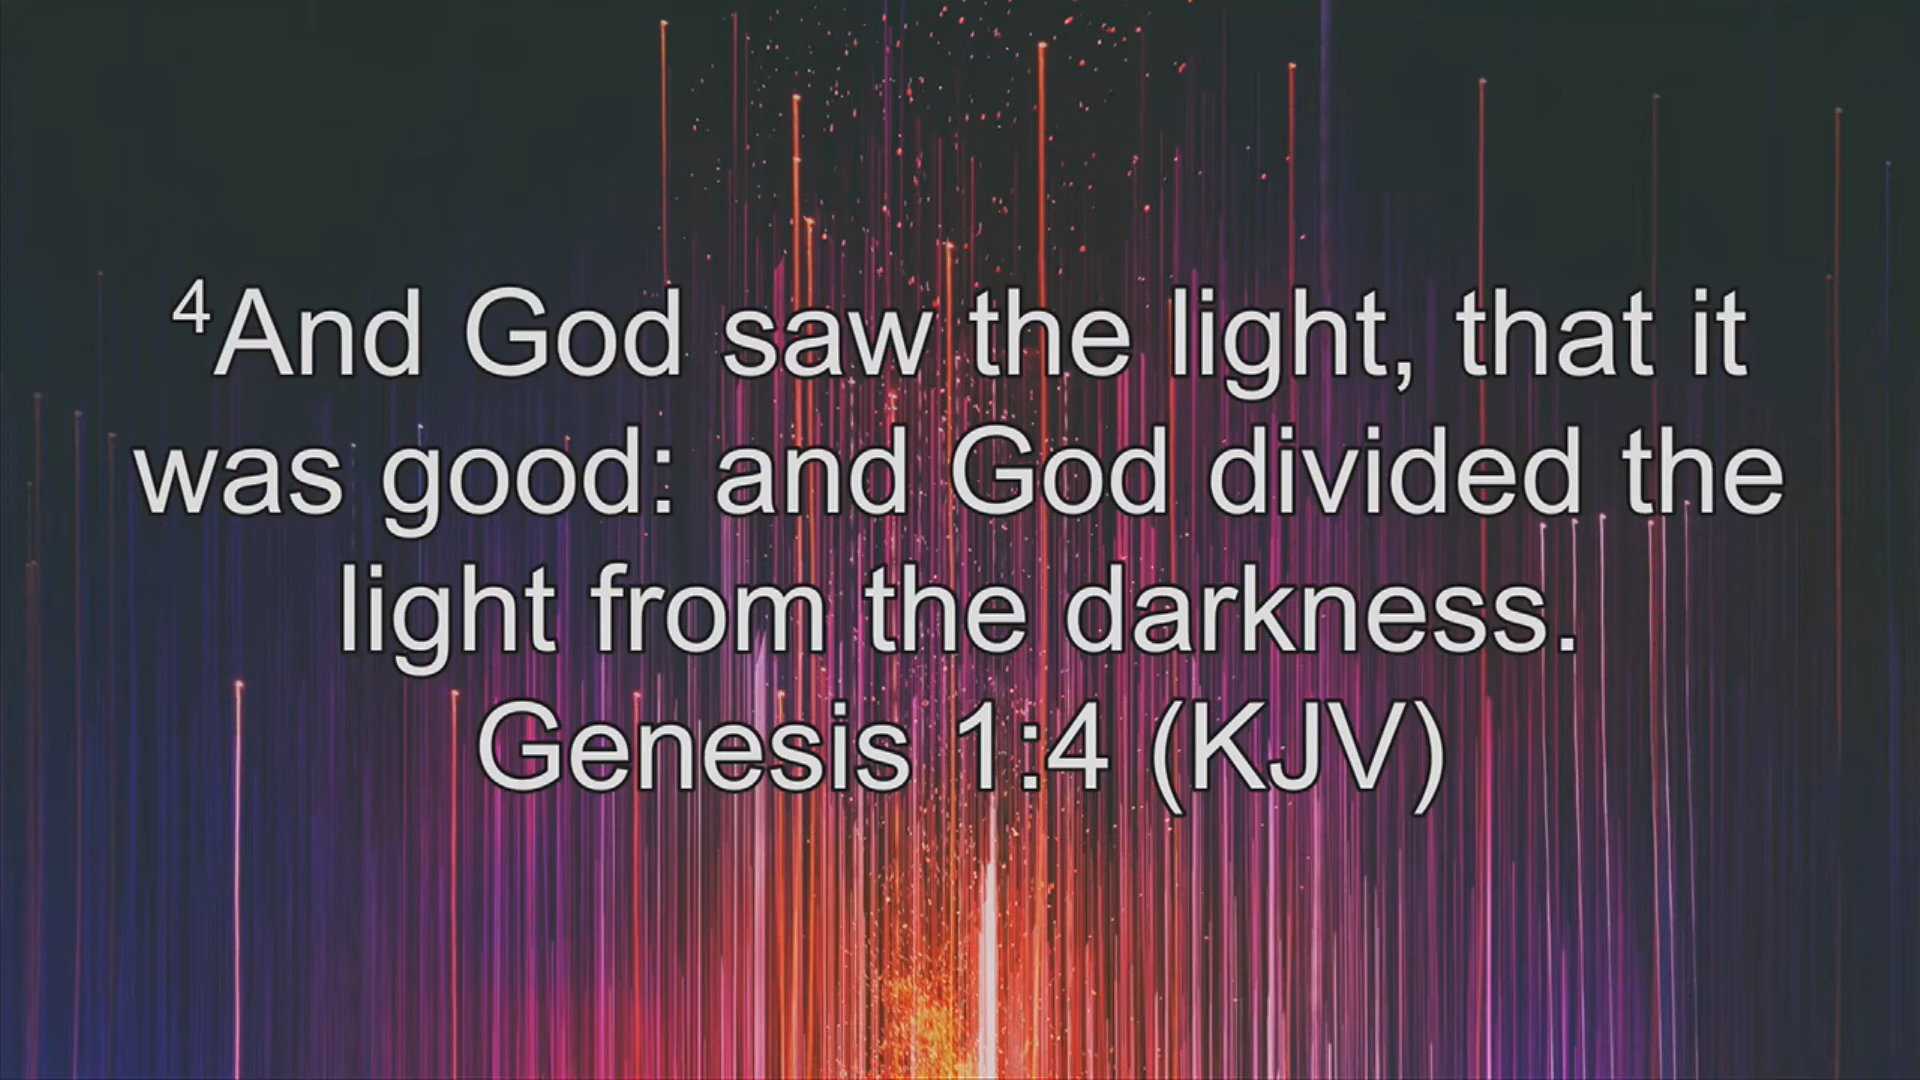 ⁴And God saw the light, that it
was good: and God divided the
light from the darkness.
Genesis 1:4 (KJV)